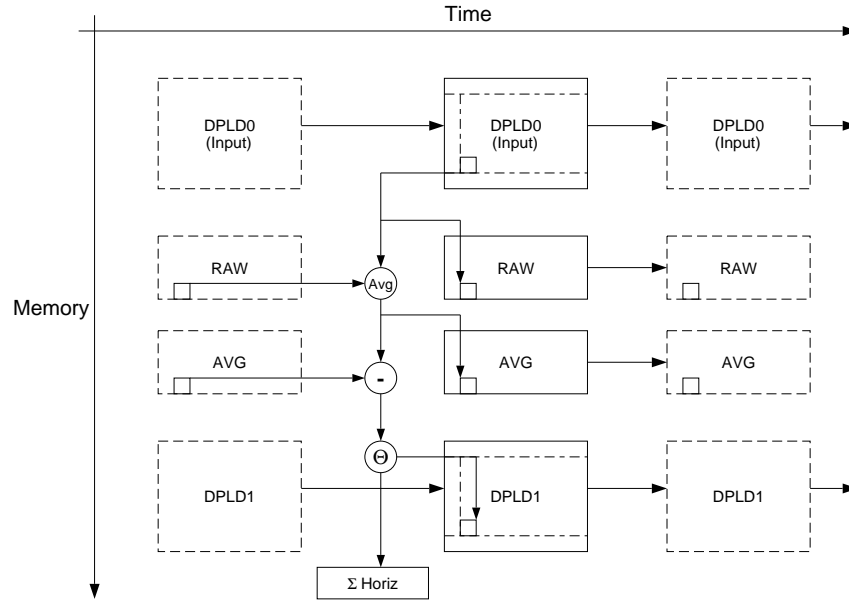 Time
DPLD0
(Input)
DPLD0
(Input)
DPLD0
(Input)
RAW
Avg
RAW
RAW
Memory
AVG
-
AVG
AVG
Θ
DPLD1
DPLD1
DPLD1
Σ Horiz